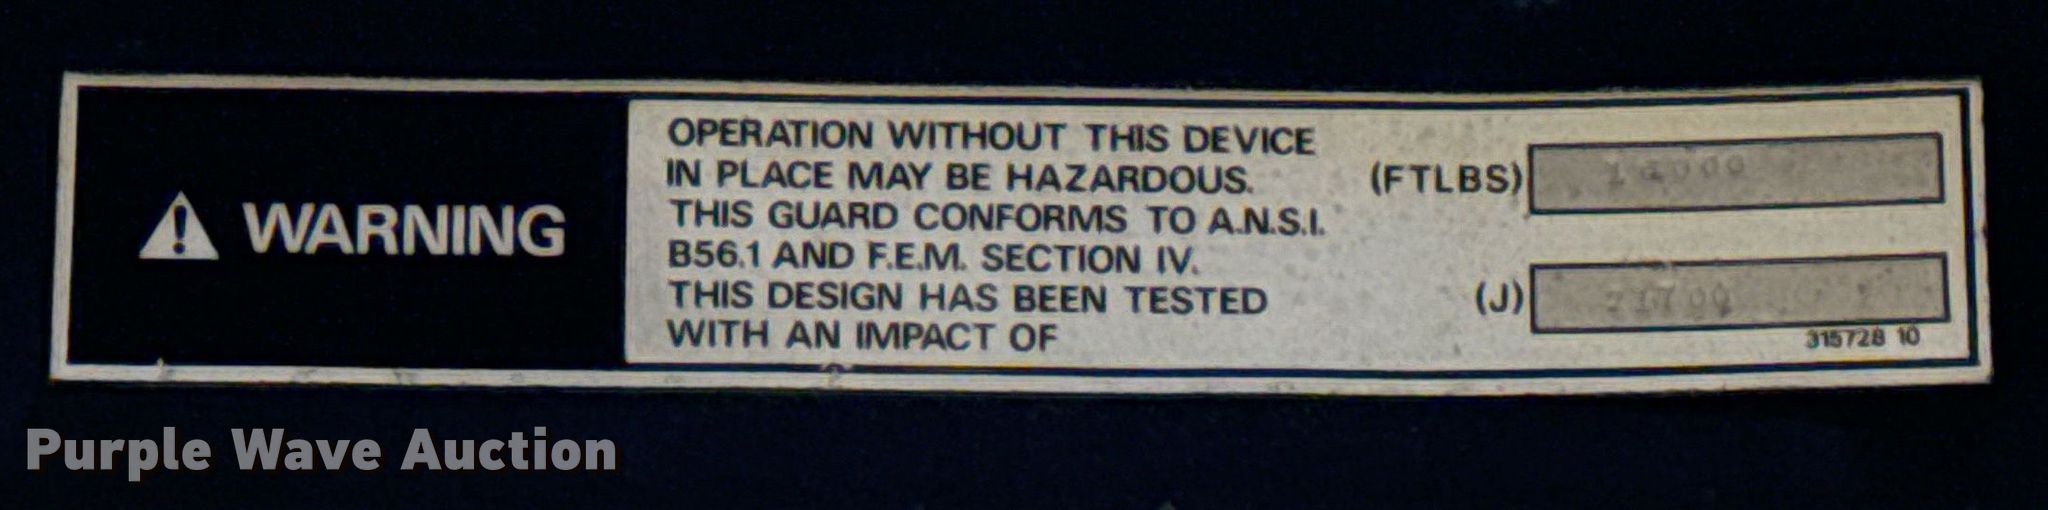 WARNING
OPERATION WITHOUT THIS DEVICE
IN PLACE MAY BE HAZARDOUS.
THIS GUARD CONFORMS TO A.N.S.I.
B56.1 AND F.E.M. SECTION IV.
THIS DESIGN HAS BEEN TESTED
WITH AN IMPACT OF
(FTLBS)
(J)
315728 10
Purple Wave Auction